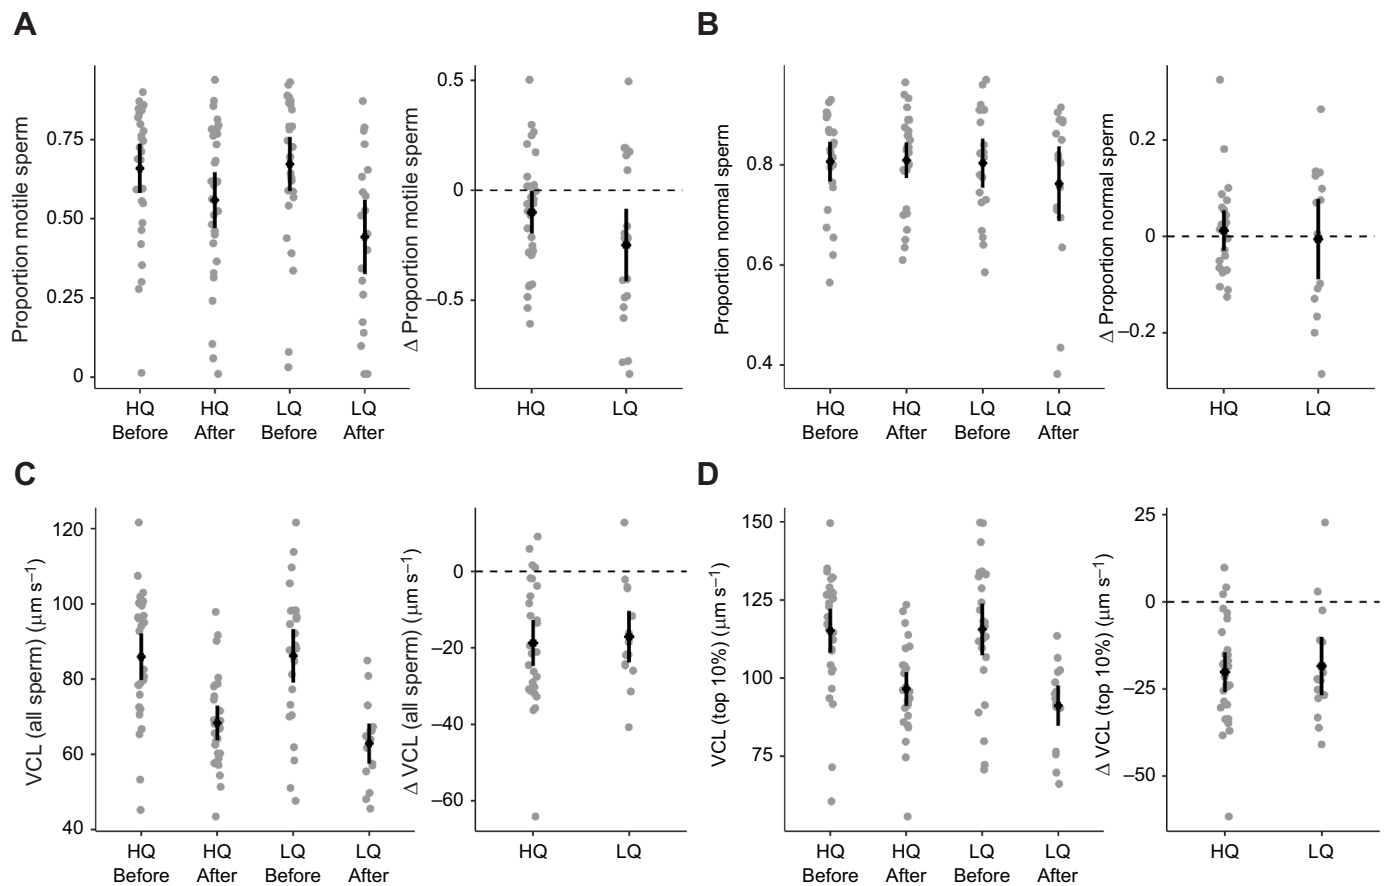 A
Proportion motile sperm
0.75
0.50
0.25
0
HQ Before
HQ After
LQ Before
LQ After
Δ Proportion motile sperm
0.5
0
–0.5
HQ
LQ
B
Proportion normal sperm
0.8
0.6
0.4
HQ Before
HQ After
LQ Before
LQ After
Δ Proportion normal sperm
0.2
0
–0.2
HQ
LQ
C
VCL (all sperm) (μm s–1)
120
100
80
60
40
HQ Before
HQ After
LQ Before
LQ After
Δ VCL (all sperm) (μm s–1)
0
–20
–40
–60
HQ
LQ
D
VCL (top 10%) (μm s–1)
150
125
100
75
HQ Before
HQ After
LQ Before
LQ After
Δ VCL (top 10%) (μm s–1)
25
0
–25
–50
HQ
LQ